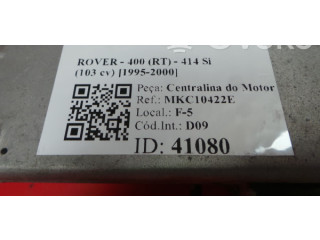 ROVER - 400 (RT) - 414 Si
(103 cv) [1995-2000]
Peça: Centralina do Motor
Ref.: MKC10422E
Local.: F-5
Cód.Int.: D09
ID: 41080